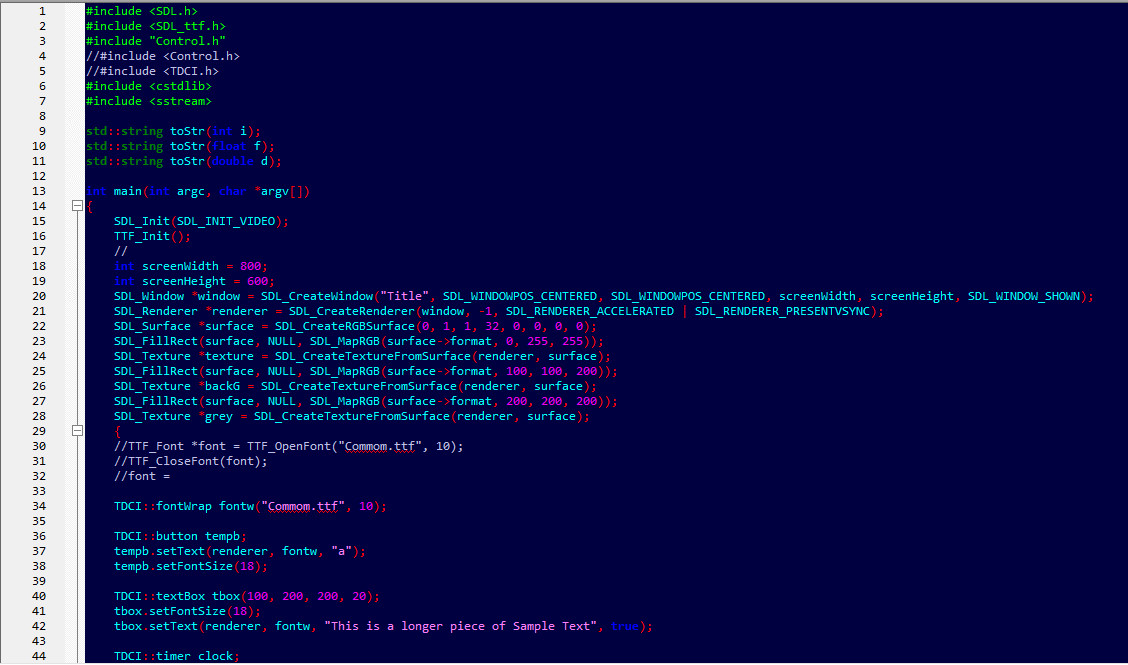 1 #include <SDL.h>
2 #include <SDL_ttf.h>
3 #include "Control.h"
4 //#include <Control.h>
5 //#include <TDCI.h>
6 #include <cstdlib>
7 #include <sstream>
8
9 std::string toStr(int i);
10 std::string toStr(float f);
11 std::string toStr(double d);
12
13 int main(int argc, char *argv[])
14 {
15     SDL_Init(SDL_INIT_VIDEO);
16     TTF_Init();
17     //
18     int screenWidth = 800;
19     int screenHeight = 600;
20     SDL_Window *window = SDL_CreateWindow("Title", SDL_WINDOWPOS_CENTERED, SDL_WINDOWPOS_CENTERED, screenWidth, screenHeight, SDL_WINDOW_SHOWN);
21     SDL_Renderer *renderer = SDL_CreateRenderer(window, -1, SDL_RENDERER_ACCELERATED | SDL_RENDERER_PRESENTVSYNC);
22     SDL_Surface *surface = SDL_CreateRGBSurface(0, 1, 1, 32, 0, 0, 0, 0);
23     SDL_FillRect(surface, NULL, SDL_MapRGB(surface->format, 0, 255, 255));
24     SDL_Texture *texture = SDL_CreateTextureFromSurface(renderer, surface);
25     SDL_FillRect(surface, NULL, SDL_MapRGB(surface->format, 100, 100, 200));
26     SDL_Texture *backG = SDL_CreateTextureFromSurface(renderer, surface);
27     SDL_FillRect(surface, NULL, SDL_MapRGB(surface->format, 200, 200, 200));
28     SDL_Texture *grey = SDL_CreateTextureFromSurface(renderer, surface);
29     {
30     //TTF_Font *font = TTF_OpenFont("Commom.ttf", 10);
31     //TTF_CloseFont(font);
32     //font =
33
34     TDCI::fontWrap fontw("Commom.ttf", 10);
35
36     TDCI::button tempb;
37     tempb.setText(renderer, fontw, "a");
38     tempb.setFontSize(18);
39
40     TDCI::textBox tbox(100, 200, 200, 20);
41     tbox.setFontSize(18);
42     tbox.setText(renderer, fontw, "This is a longer piece of Sample Text", true);
43
44     TDCI::timer clock;